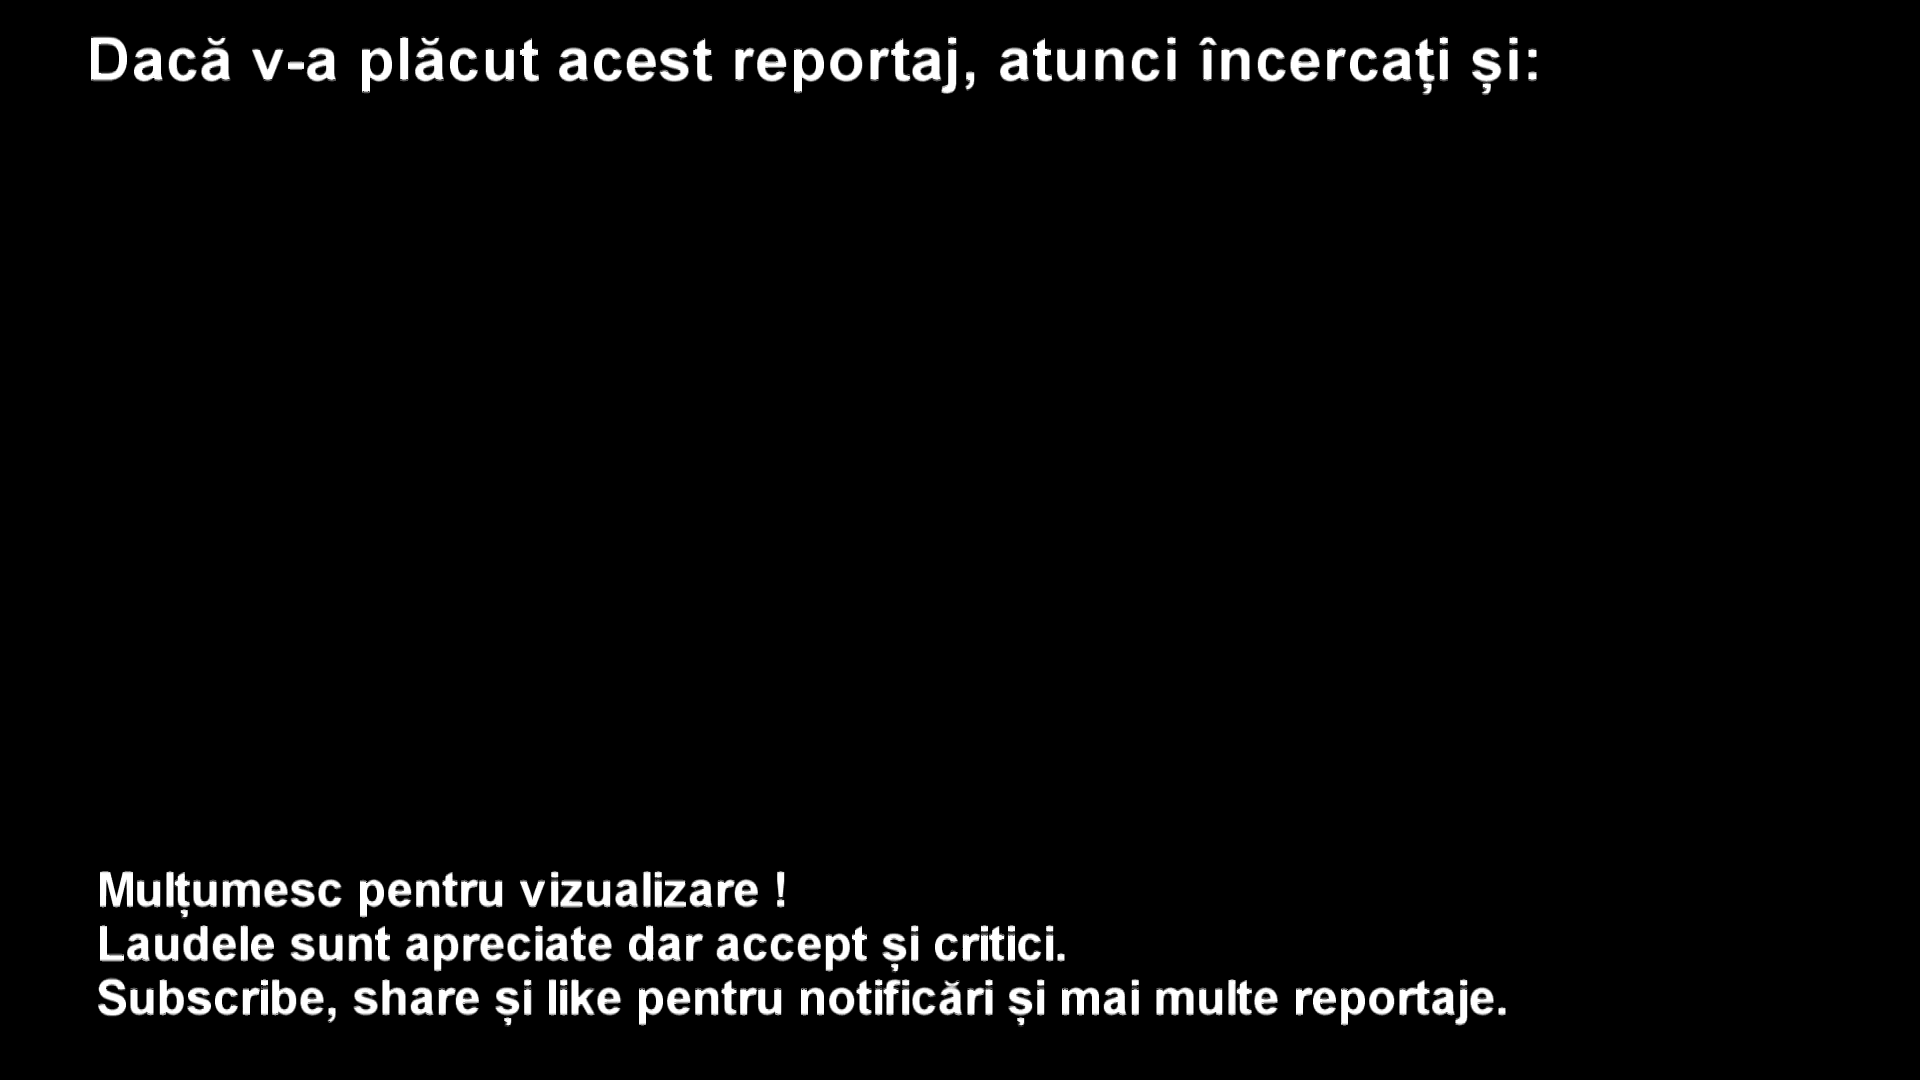 Dacă v-a plăcut acest reportaj, atunci încercați și:
Mulțumesc pentru vizualizare !
Laudele sunt apreciate dar accept și critici.
Subscribe, share și like pentru notificări și mai multe reportaje.